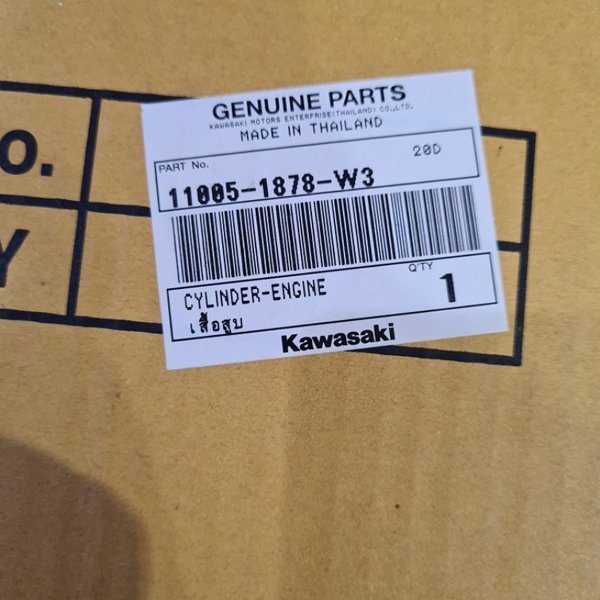 GENUINE PARTS
KAWASAKI MOTORS ENTERPRISE(THAILAND) CO.,LTD.
MADE IN THAILAND
PART No.
20D
11005-1878-W3
CYLINDER-ENGINE
Q'TY
1
เสื้อสูบ
Kawasaki
o.
Y